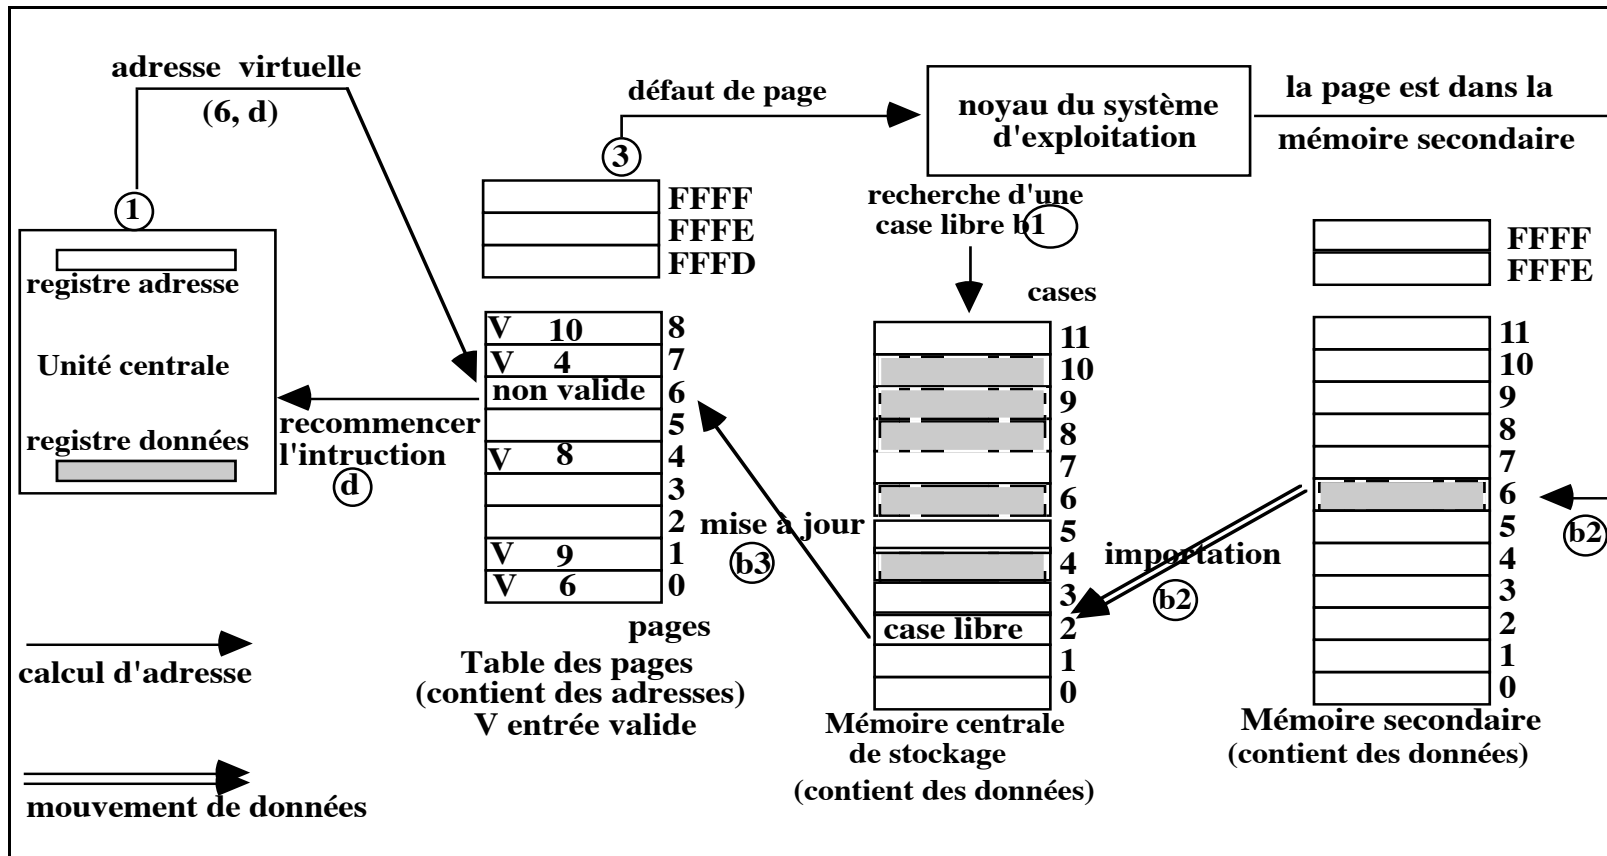 adresse virtuelle
(6, d)
1
registre adresse
Unité centrale
registre données
recommencer
l'intruction
d
calcul d'adresse
mouvement de données
défaut de page
3
FFFF
FFFE
FFFD
V 10 8
V 4 7
non valide 6
5
V 8 4
3
2
V 9 1
V 6 0
pages
Table des pages
(contient des adresses)
V entrée valide
mise à jour
b3
noyau du système
d'exploitation
recherche d'une
case libre b1
cases
11
10
9
8
7
6
5
4
3
case libre 2
1
0
Mémoire centrale
de stockage
(contient des données)
importation
b2
la page est dans la
mémoire secondaire
FFFF
FFFE
11
10
9
8
7
6
5
4
3
2
1
0
b2
Mémoire secondaire
(contient des données)